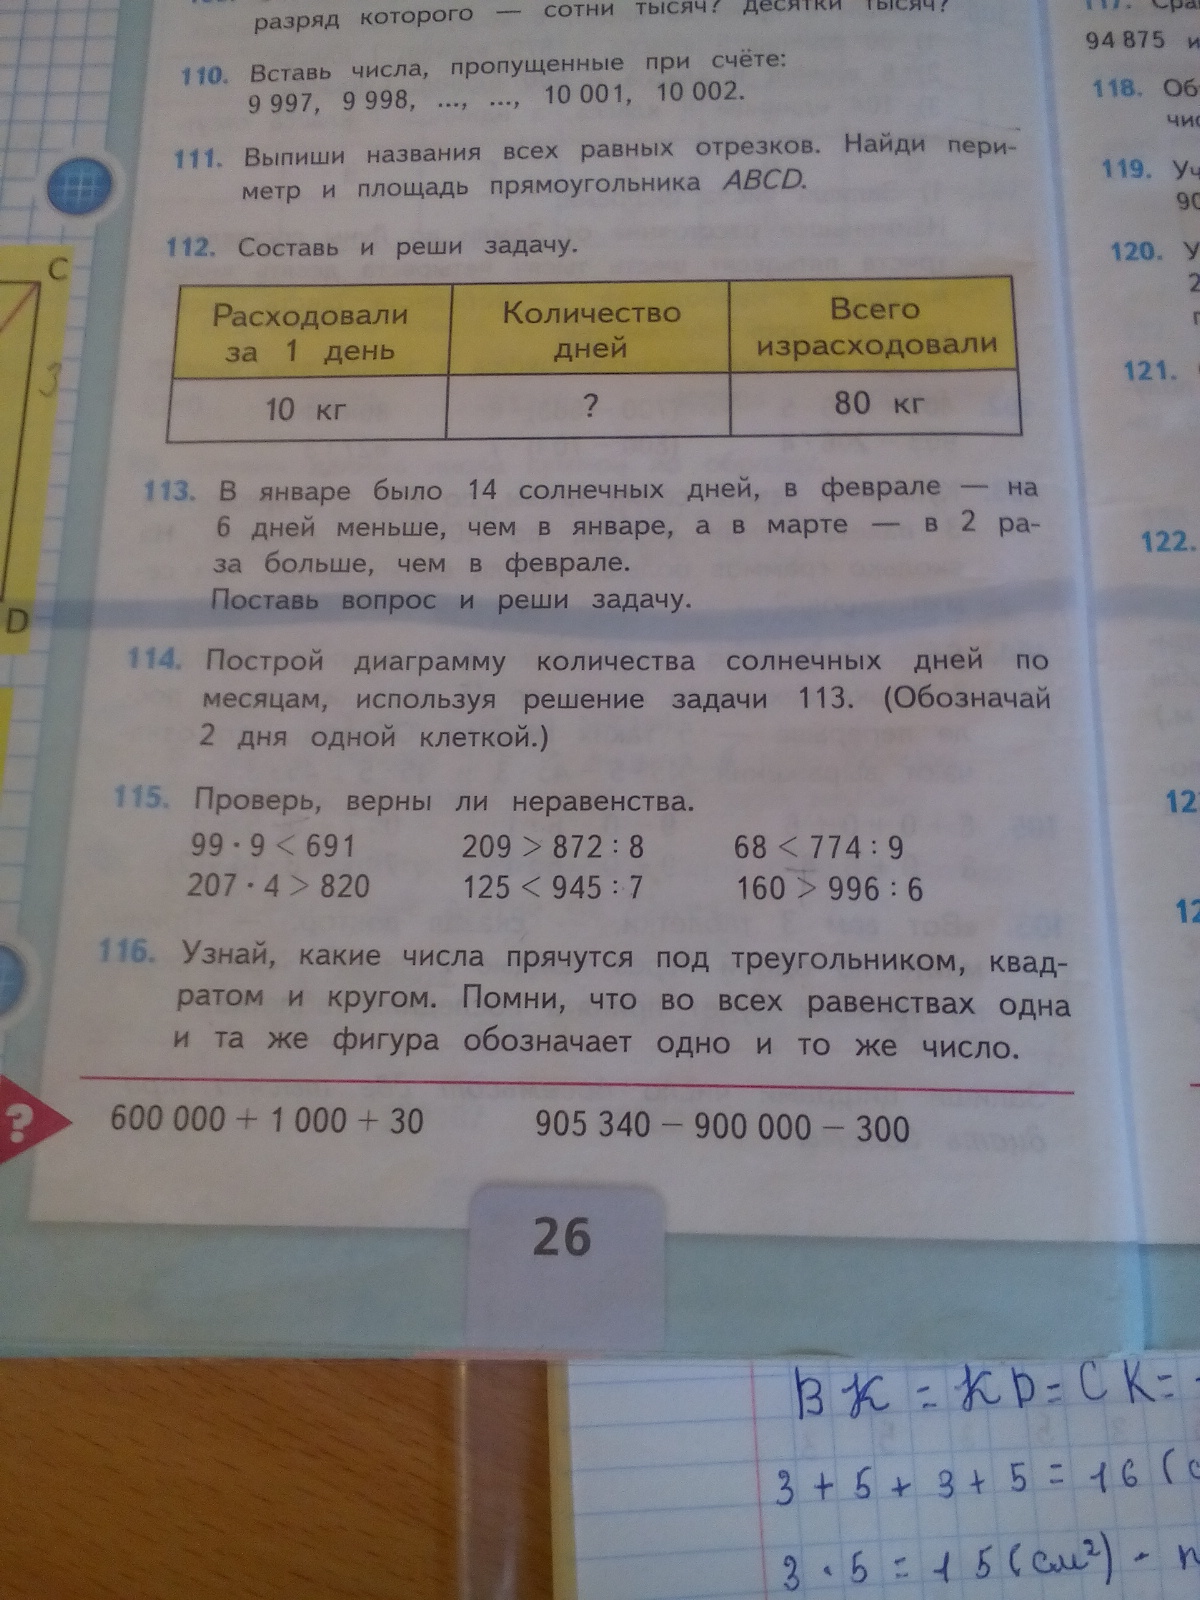 разряд которого — сотни тысяч? десятки тысяч?
110. Вставь числа, пропущенные при счёте:
9 997, 9 998, ..., ..., 10 001, 10 002.
111. Выпиши названия всех равных отрезков. Найди пери-
метр и площадь прямоугольника ABCD.
112. Составь и реши задачу.
Расходовали за 1 день
Количество дней
Всего израсходовали
10 кг
?
80 кг
113. В январе было 14 солнечных дней, в феврале — на
6 дней меньше, чем в январе, а в марте — в 2 ра-
за больше, чем в феврале.
Поставь вопрос и реши задачу.
114. Построй диаграмму количества солнечных дней по
месяцам, используя решение задачи 113. (Обозначай
2 дня одной клеткой.)
115. Проверь, верны ли неравенства.
99 · 9 < 691 209 > 872 : 8 68 < 774 : 9
207 · 4 > 820 125 < 945 : 7 160 > 996 : 6
116. Узнай, какие числа прячутся под треугольником, квад-
ратом и кругом. Помни, что во всех равенствах одна
и та же фигура обозначает одно и то же число.
?
600 000 + 1 000 + 30 905 340 − 900 000 − 300
26
C
3
D
117.
94 875 и
118.
119.
90
120. У
2
121.
122.
BK = KD = CK =
3 + 5 + 3 + 5 = 16 (
3 · 5 = 15 (см²) -